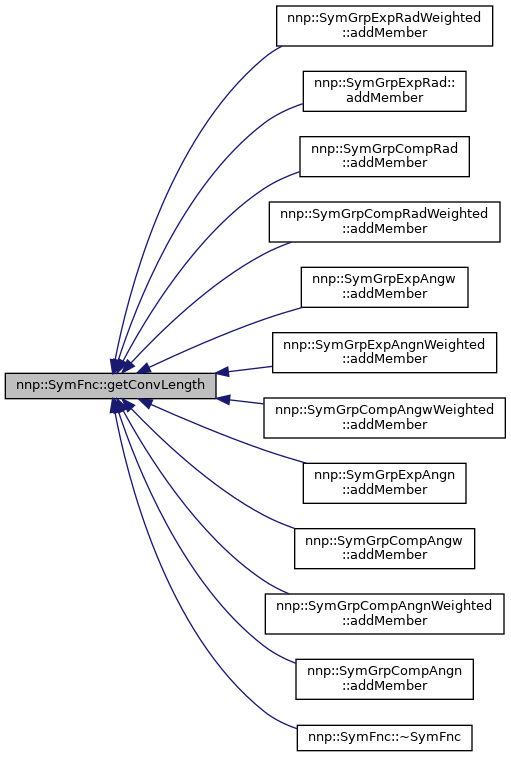 nnp::SymGrpExpRadWeighted
::addMember
nnp::SymGrpExpRad::
addMember
nnp::SymGrpCompRad
::addMember
nnp::SymGrpCompRadWeighted
::addMember
nnp::SymGrpExpAngw
::addMember
nnp::SymGrpExpAngnWeighted
::addMember
nnp::SymFnc::getConvLength
nnp::SymGrpCompAngwWeighted
::addMember
nnp::SymGrpExpAngn
::addMember
nnp::SymGrpCompAngw
::addMember
nnp::SymGrpCompAngnWeighted
::addMember
nnp::SymGrpCompAngn
::addMember
nnp::SymFnc::~SymFnc